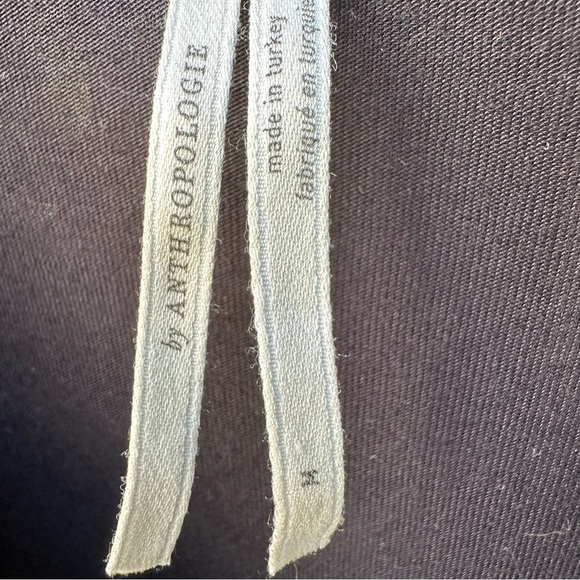 by ANTHROPOLOGIE
made in turkey
fabriqué en turquie
M